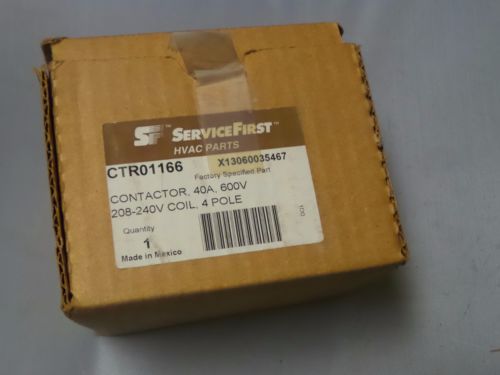 SF™ SERVICEFIRST™
HVAC PARTS
CTR01166 X13060035467
Factory Specified Part
CONTACTOR, 40A, 600V
208-240V COIL, 4 POLE
Quantity
1
Made in Mexico